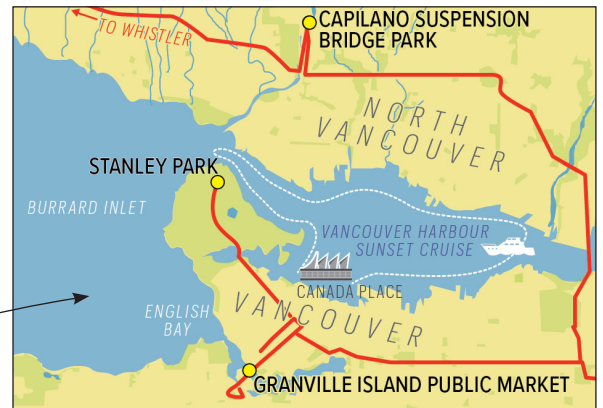 TO WHISTLER
CAPILANO SUSPENSION
BRIDGE PARK
NORTH
VANCOUVER
STANLEY PARK
BURRARD INLET
VANCOUVER HARBOUR
SUNSET CRUISE
CANADA PLACE
ENGLISH
BAY
VANCOUVER
GRANVILLE ISLAND PUBLIC MARKET